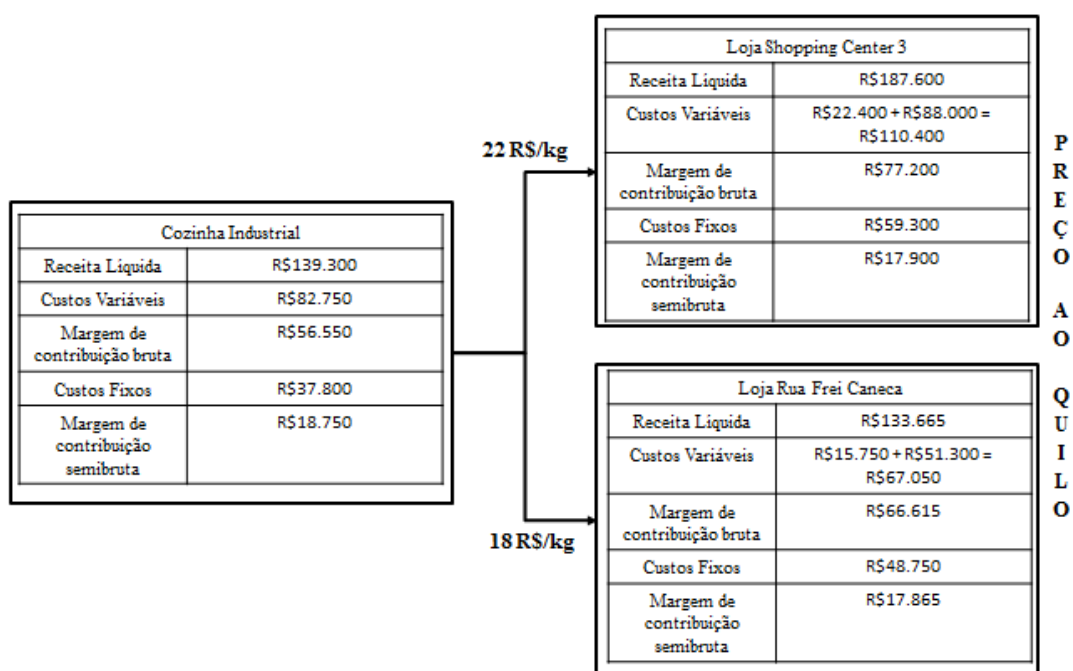 Cozinha Industrial
Receita Líquida R$139.300
Custos Variáveis R$82.750
Margem de
contribuição bruta R$56.550
Custos Fixos R$37.800
Margem de
contribuição
semibruta R$18.750
22 R$/kg
18 R$/kg
Loja Shopping Center 3
Receita Líquida R$187.600
Custos Variáveis R$22.400 + R$88.000 =
R$110.400
Margem de
contribuição bruta R$77.200
Custos Fixos R$59.300
Margem de
contribuição
semibruta R$17.900
Loja Rua Frei Caneca
Receita Líquida R$133.665
Custos Variáveis R$15.750 + R$51.300 =
R$67.050
Margem de
contribuição bruta R$66.615
Custos Fixos R$48.750
Margem de
contribuição
semibruta R$17.865
PREÇO AO QUILO